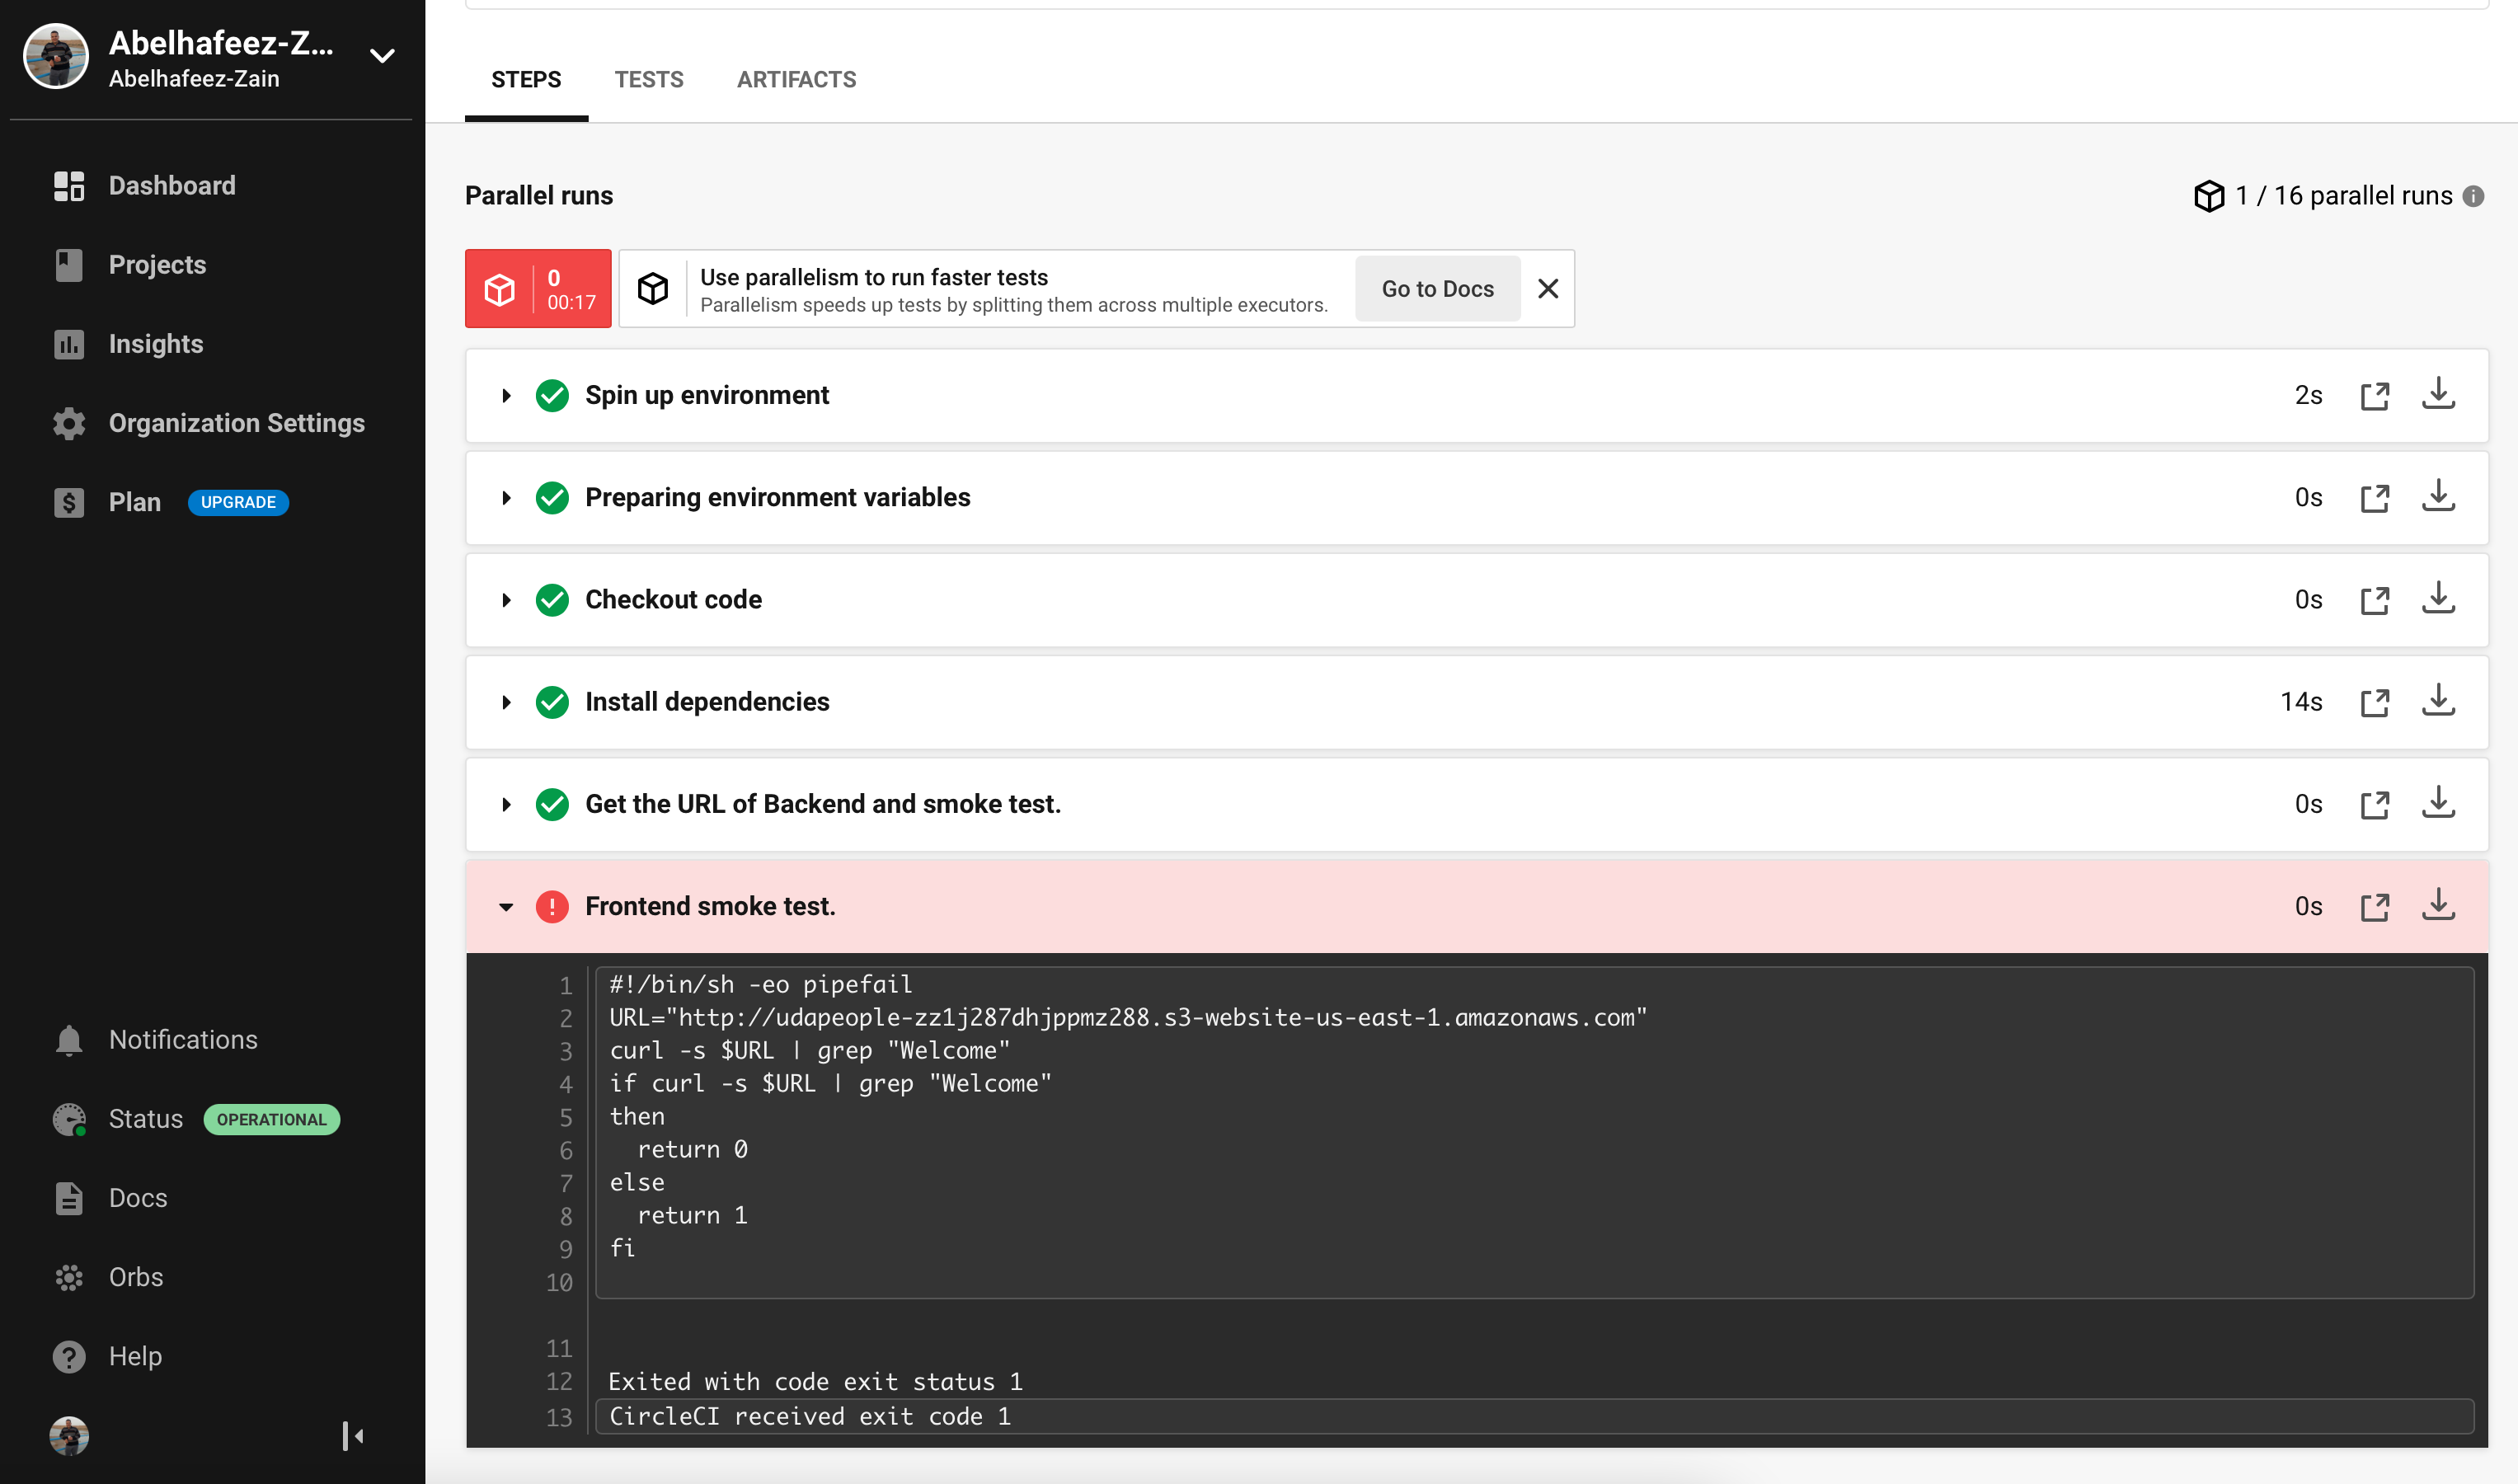 Abelhafeez-Z...
Abelhafeez-Zain
Dashboard
Projects
Insights
Organization Settings
Plan UPGRADE
Notifications
Status OPERATIONAL
Docs
Orbs
Help
STEPS TESTS ARTIFACTS
Parallel runs
1 / 16 parallel runs
0
00:17
Use parallelism to run faster tests
Parallelism speeds up tests by splitting them across multiple executors.
Go to Docs
Spin up environment 2s
Preparing environment variables 0s
Checkout code 0s
Install dependencies 14s
Get the URL of Backend and smoke test. 0s
Frontend smoke test. 0s
1 #!/bin/sh -eo pipefail
2 URL="http://udapeople-zz1j287dhjppmz288.s3-website-us-east-1.amazonaws.com"
3 curl -s $URL | grep "Welcome"
4 if curl -s $URL | grep "Welcome"
5 then
6 return 0
7 else
8 return 1
9 fi
10
11
12 Exited with code exit status 1
13 CircleCI received exit code 1